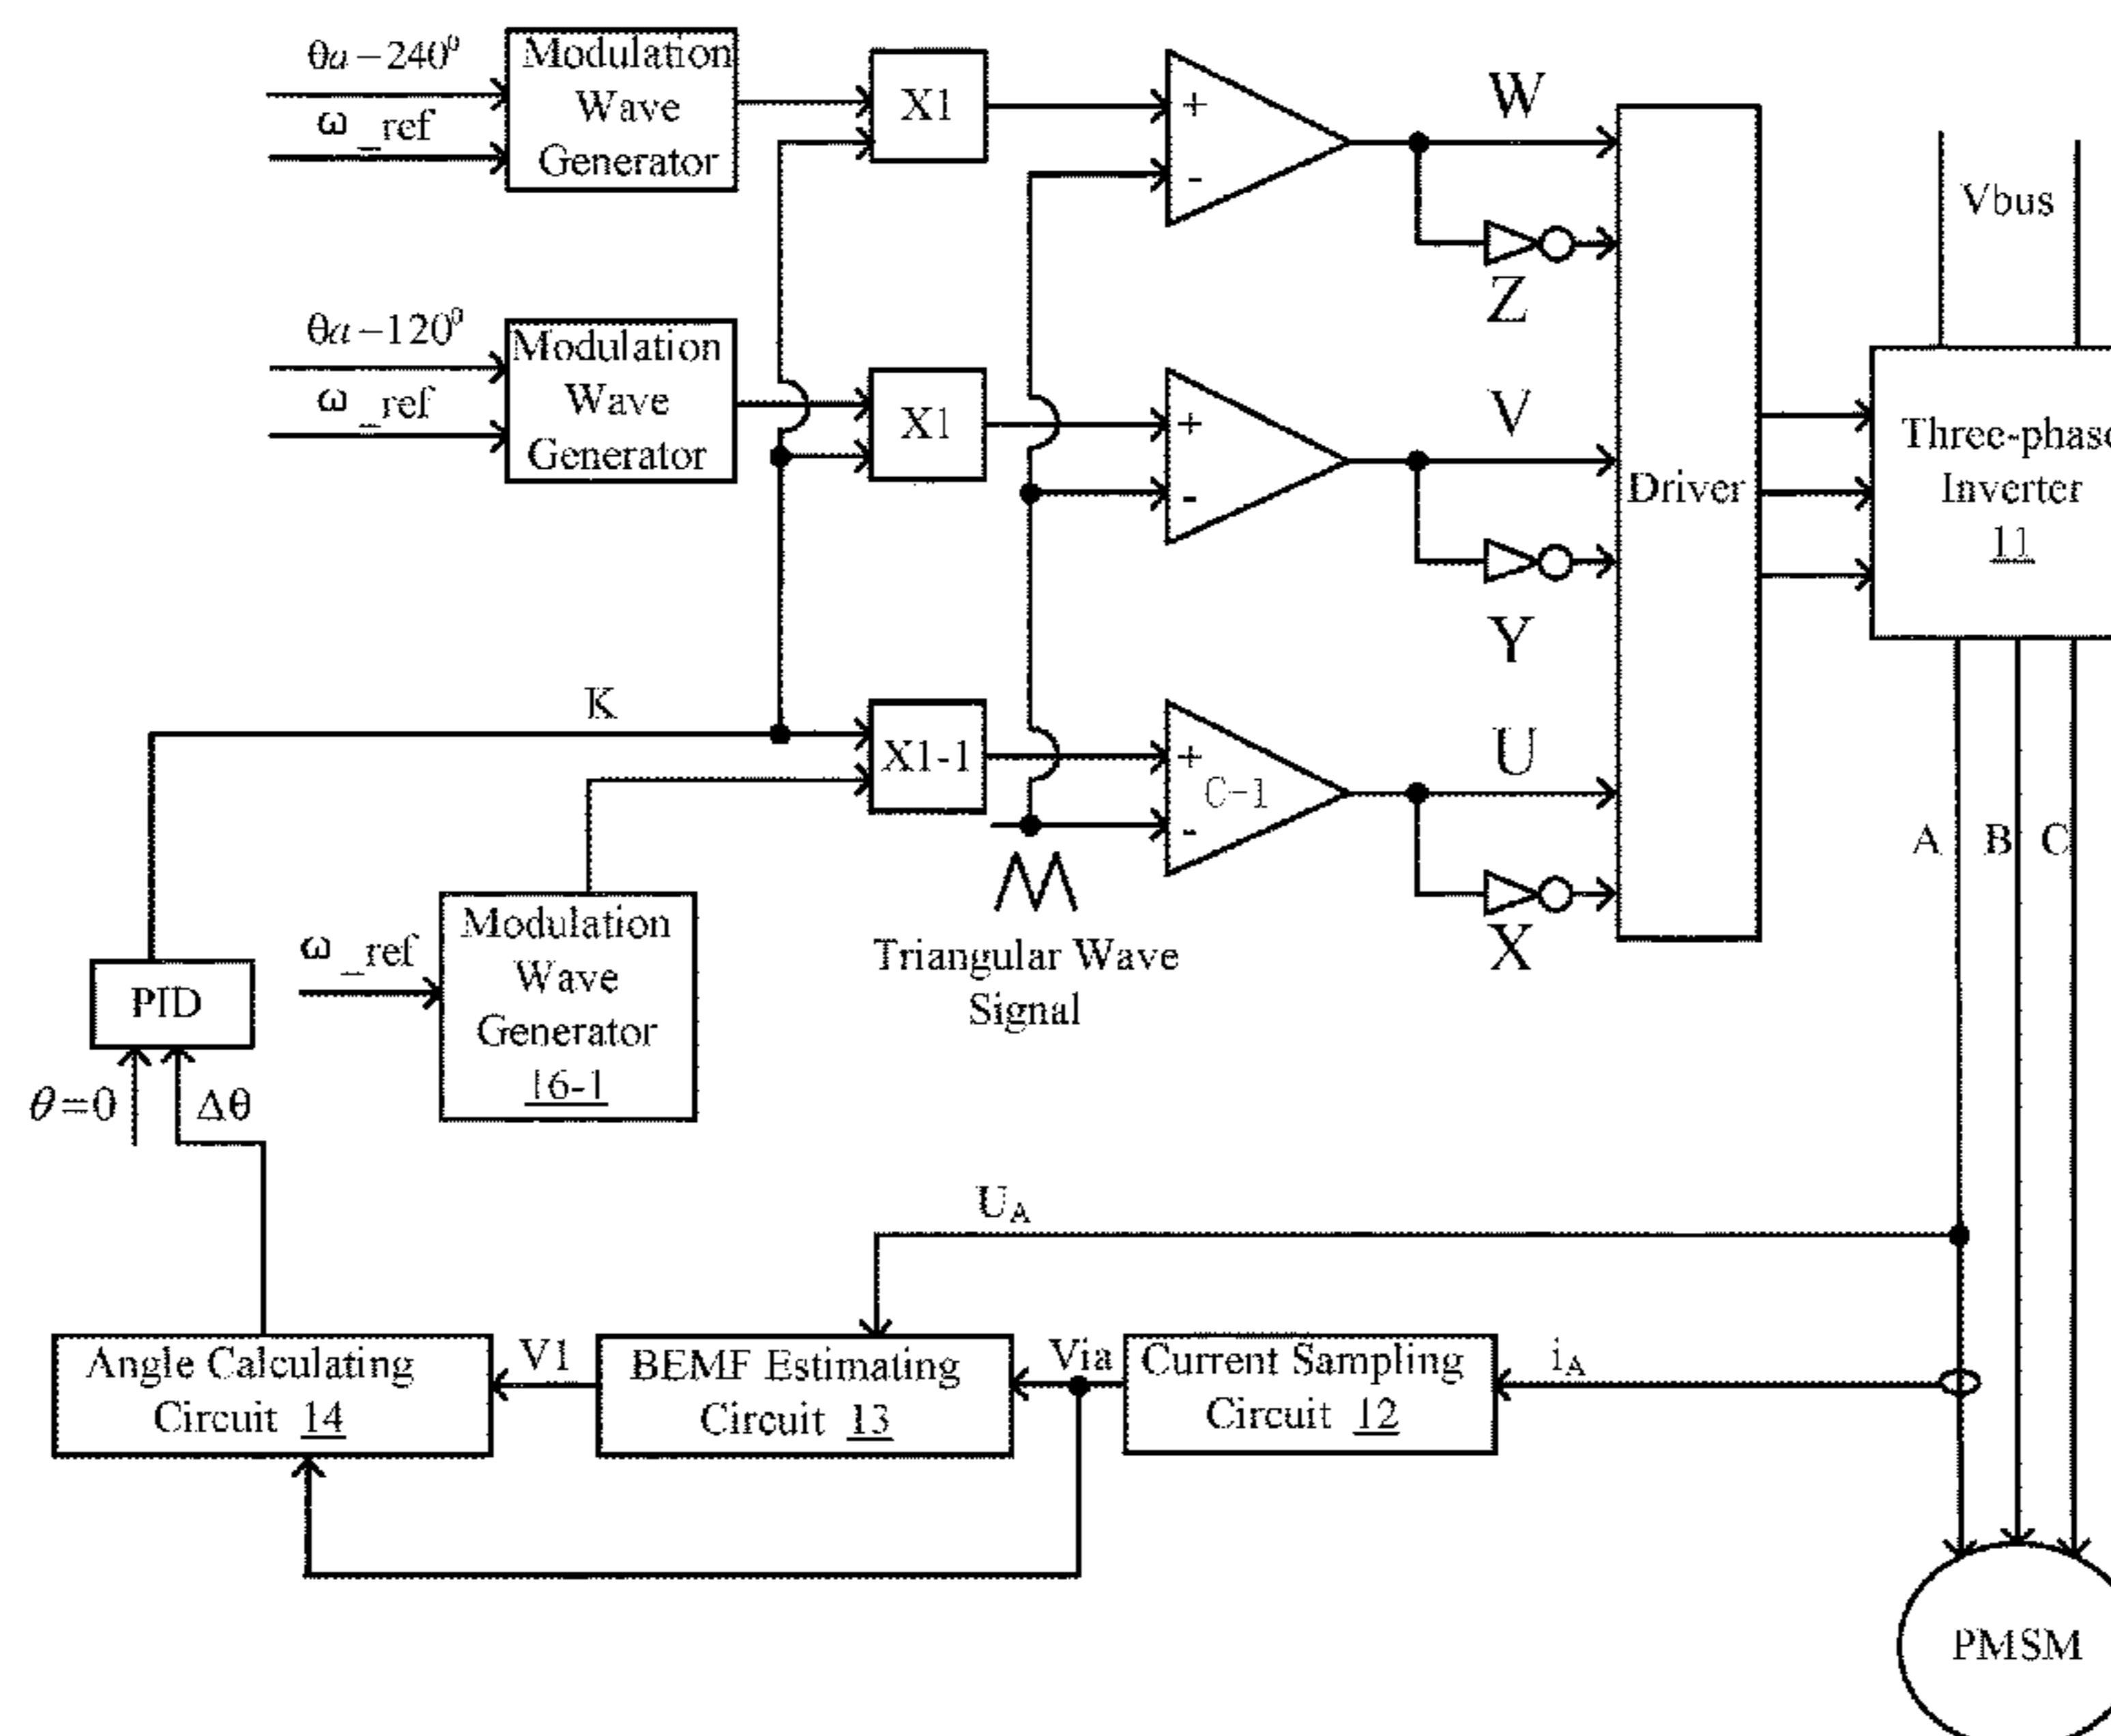 θa−240⁰
ω_ref
Modulation
Wave
Generator
X1
+
-
W
Z
Vbus
θa−120⁰
ω_ref
Modulation
Wave
Generator
X1
+
-
V
Y
Driver
Three-phase
Inverter
11
K
X1-1
+
C-1
-
U
X
A
B
C
Triangular Wave
Signal
ω_ref
Modulation
Wave
Generator
16-1
PID
θ=0
Δθ
U_A
Angle Calculating
Circuit 14
V1
BEMF Estimating
Circuit 13
Via
Current Sampling
Circuit 12
i_A
PMSM